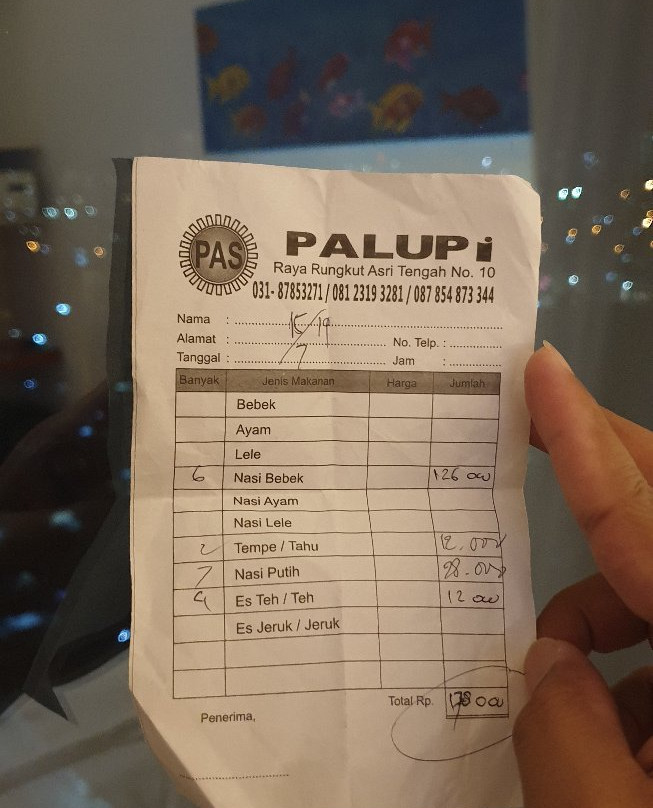 PAS
PALUPi
Raya Rungkut Asri Tengah No. 10
031- 87853271 / 081 2319 3281 / 087 854 873 344
Nama :
Alamat : No. Telp. :
Tanggal : Jam :
Banyak Jenis Makanan Harga Jumlah
Bebek
Ayam
Lele
6 Nasi Bebek 126 000
Nasi Ayam
Nasi Lele
2 Tempe / Tahu 12.000
7 Nasi Putih 28.000
4 Es Teh / Teh 12 000
Es Jeruk / Jeruk
Total Rp. 178 000
Penerima,